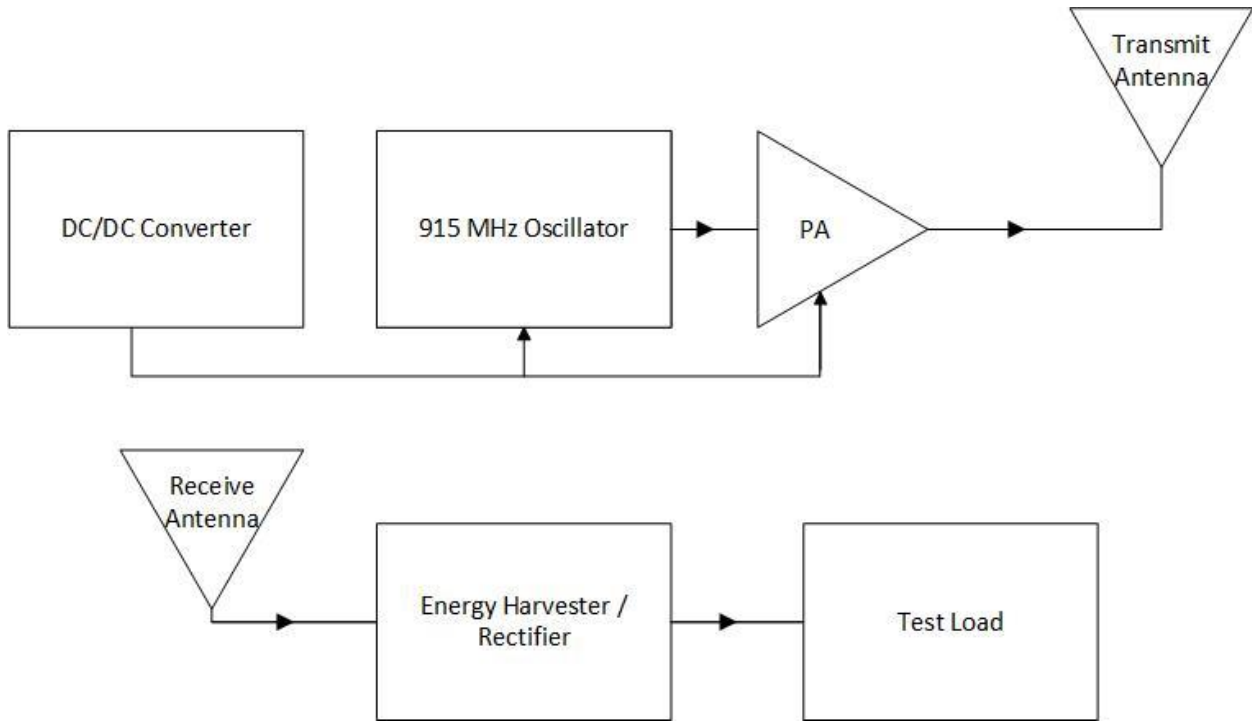 Transmit
Antenna
DC/DC Converter
915 MHz Oscillator
PA
Receive
Antenna
Energy Harvester /
Rectifier
Test Load